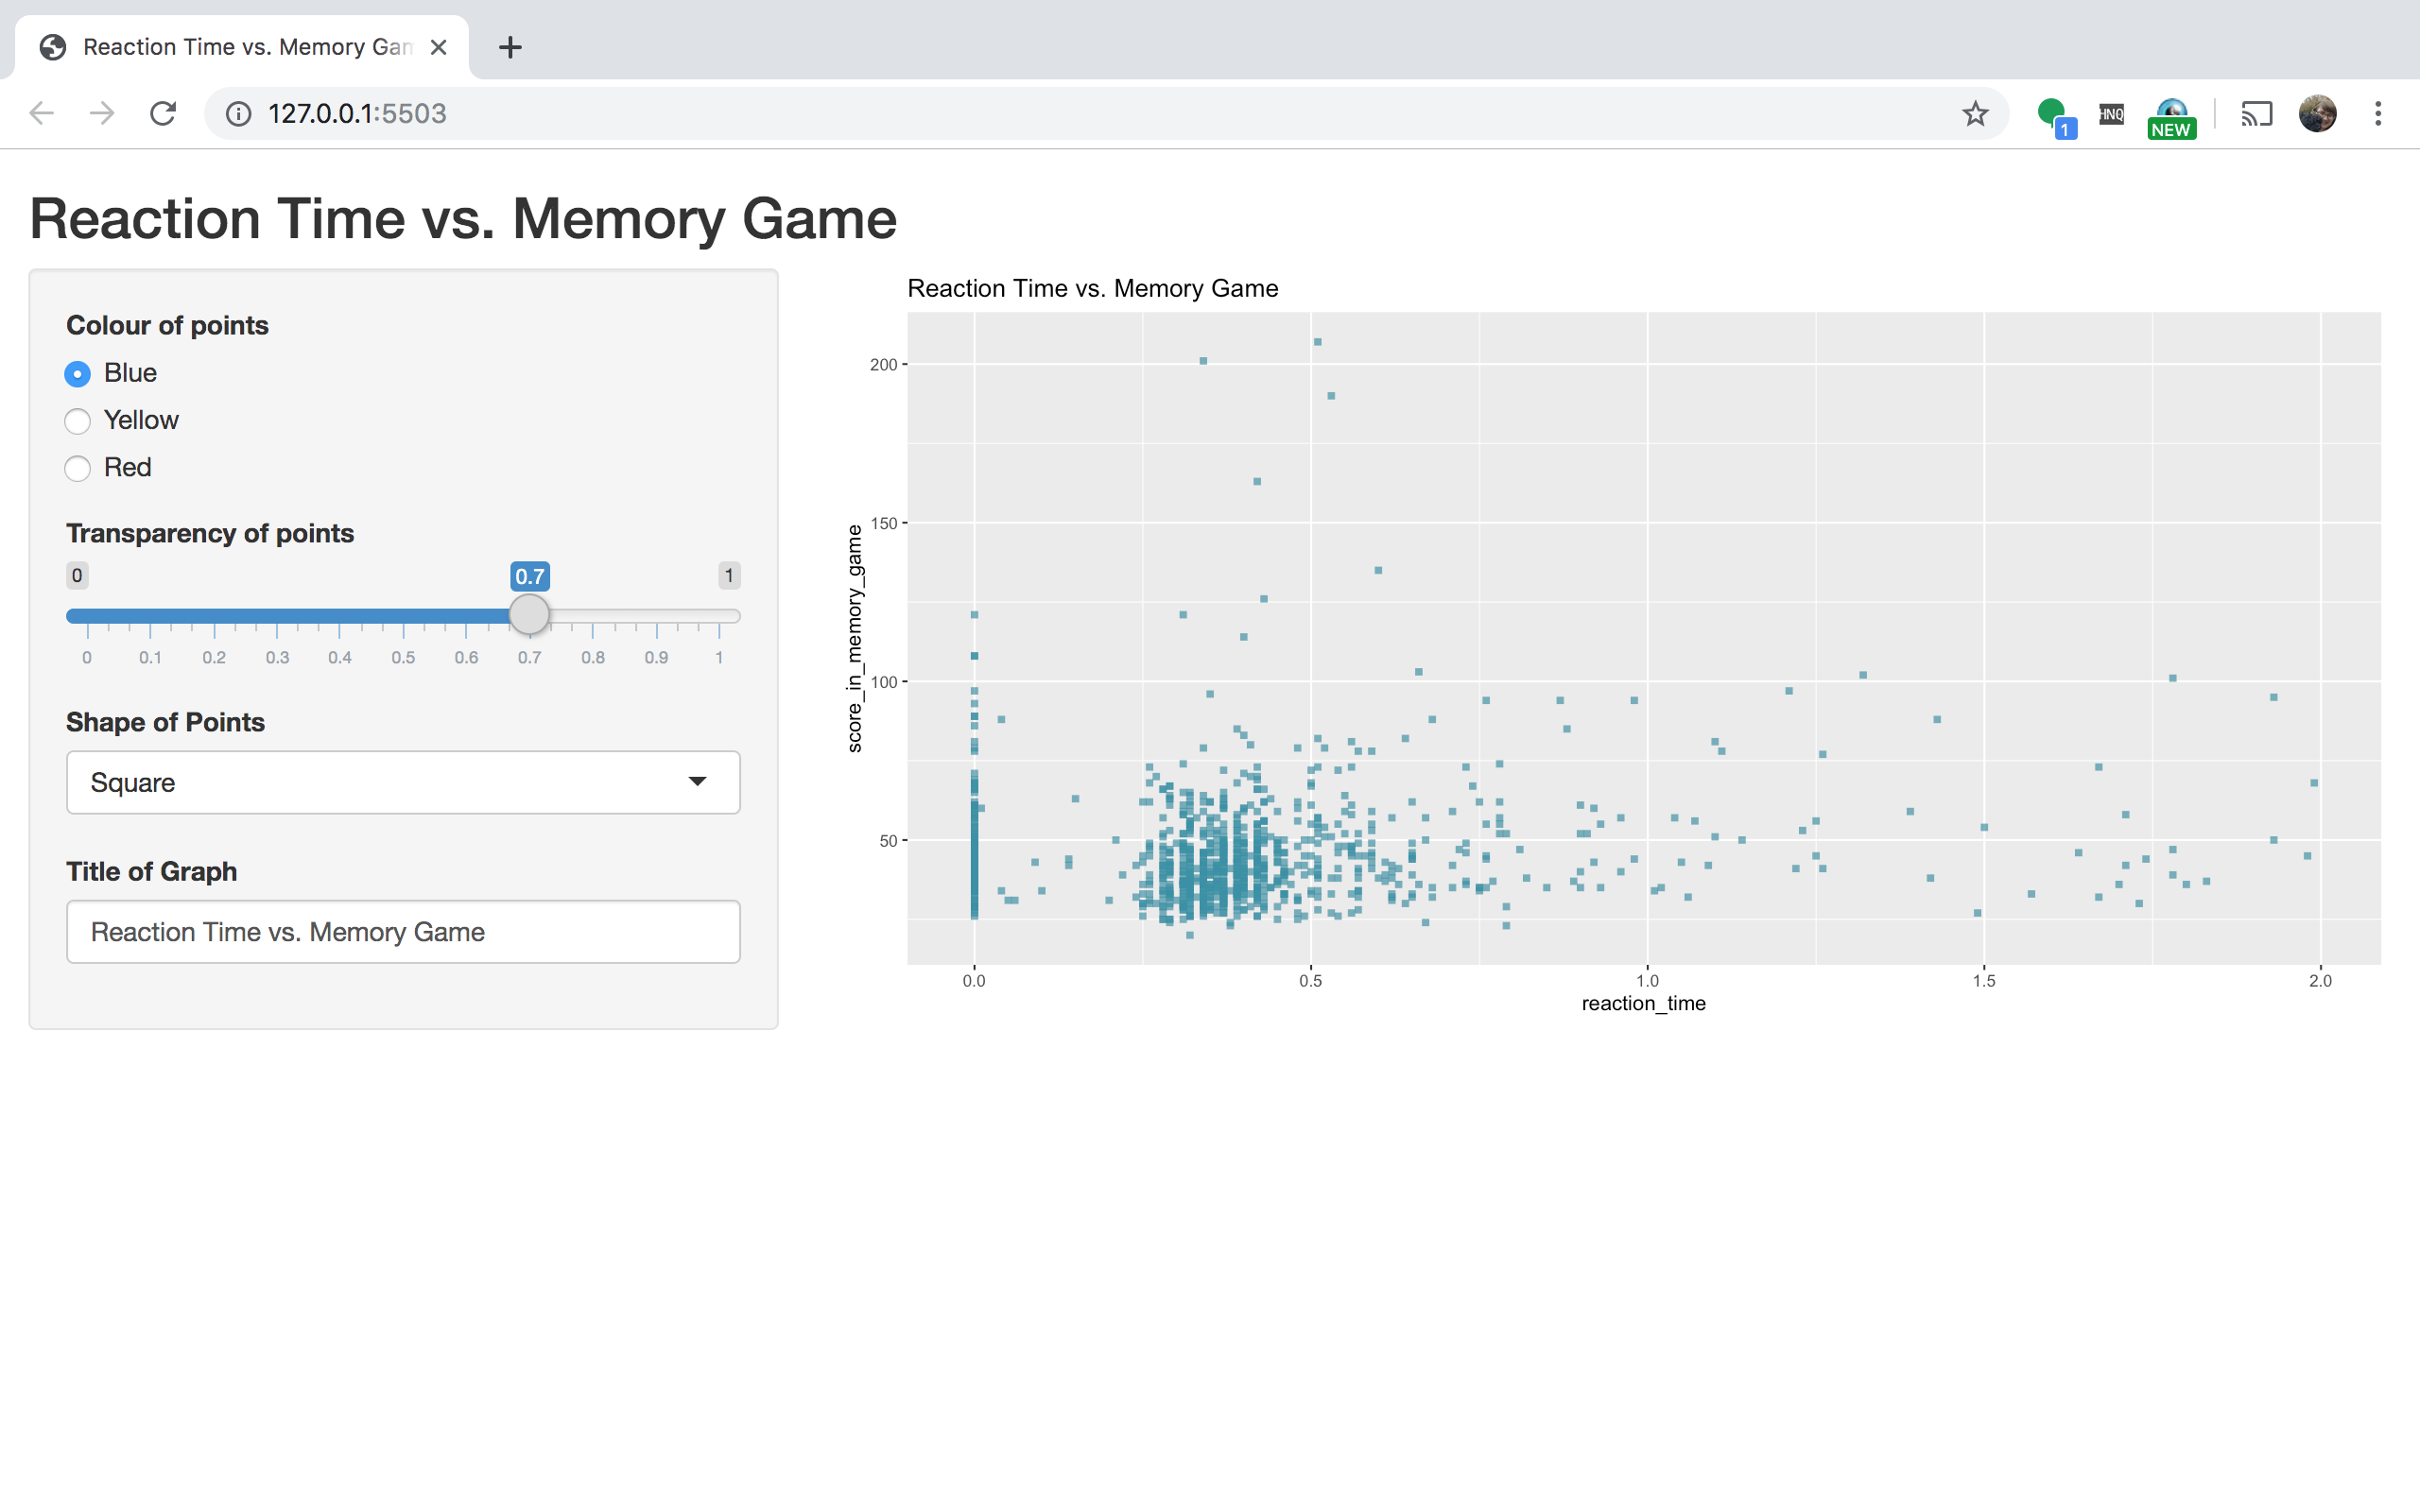 Reaction Time vs. Memory Gam
127.0.0.1:5503
1
HNQ
NEW
Reaction Time vs. Memory Game
Colour of points
Blue
Yellow
Red
Transparency of points
0 0.7 1
0 0.1 0.2 0.3 0.4 0.5 0.6 0.7 0.8 0.9 1
Shape of Points
Square
Title of Graph
Reaction Time vs. Memory Game
Reaction Time vs. Memory Game
score_in_memory_game
200
150
100
50
0.0 0.5 1.0 1.5 2.0
reaction_time